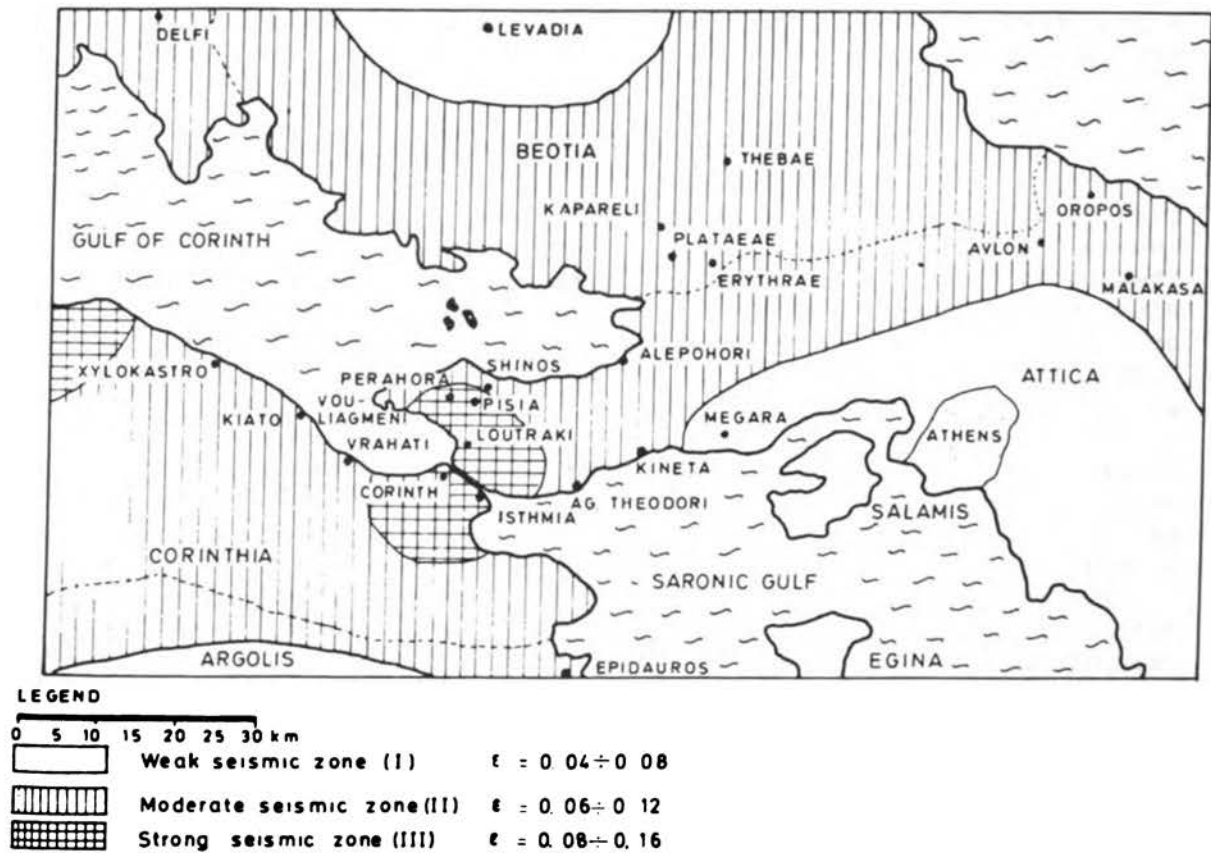 DELFI
LEVADIA
BEOTIA
THEBAE
KAPARELI
OROPOS
GULF OF CORINTH
PLATAEAE
AVLON
ERYTHRAE
MALAKASA
SHINOS
ALEPOHORI
XYLOKASTRO
PERAHORA
ATTICA
VOU-
LIAGMENI
PISIA
KIATO
MEGARA
VRAHATI
LOUTRAKI
ATHENS
KINETA
CORINTH
AG. THEODORI
ISTHMIA
SALAMIS
CORINTHIA
SARONIC GULF
ARGOLIS
EPIDAUROS
EGINA
LEGEND
0 5 10 15 20 25 30 km
Weak seismic zone (I) ε = 0.04÷0 08
Moderate seismic zone (II) ε = 0.06÷0 12
Strong seismic zone (III) ε = 0.08÷0.16